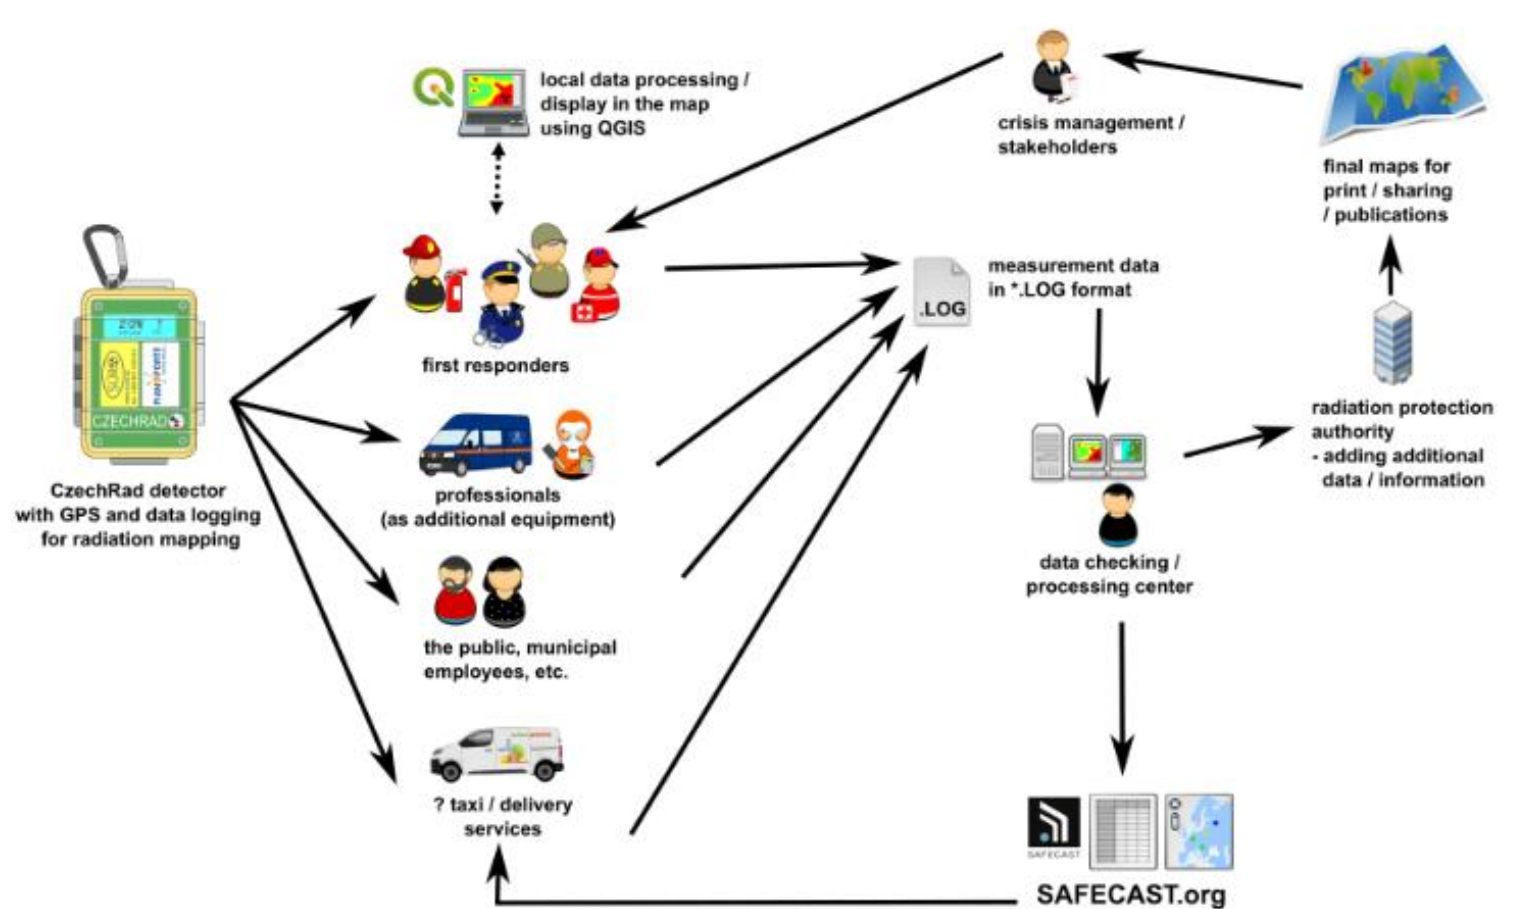 local data processing /
display in the map
using QGIS
crisis management /
stakeholders
final maps for
print / sharing
/ publications
measurement data
in *.LOG format
.LOG
first responders
CZECHRAD
CzechRad detector
with GPS and data logging
for radiation mapping
professionals
(as additional equipment)
radiation protection
authority
- adding additional
data / information
data checking /
processing center
the public, municipal
employees, etc.
? taxi / delivery
services
SAFECAST
SAFECAST.org